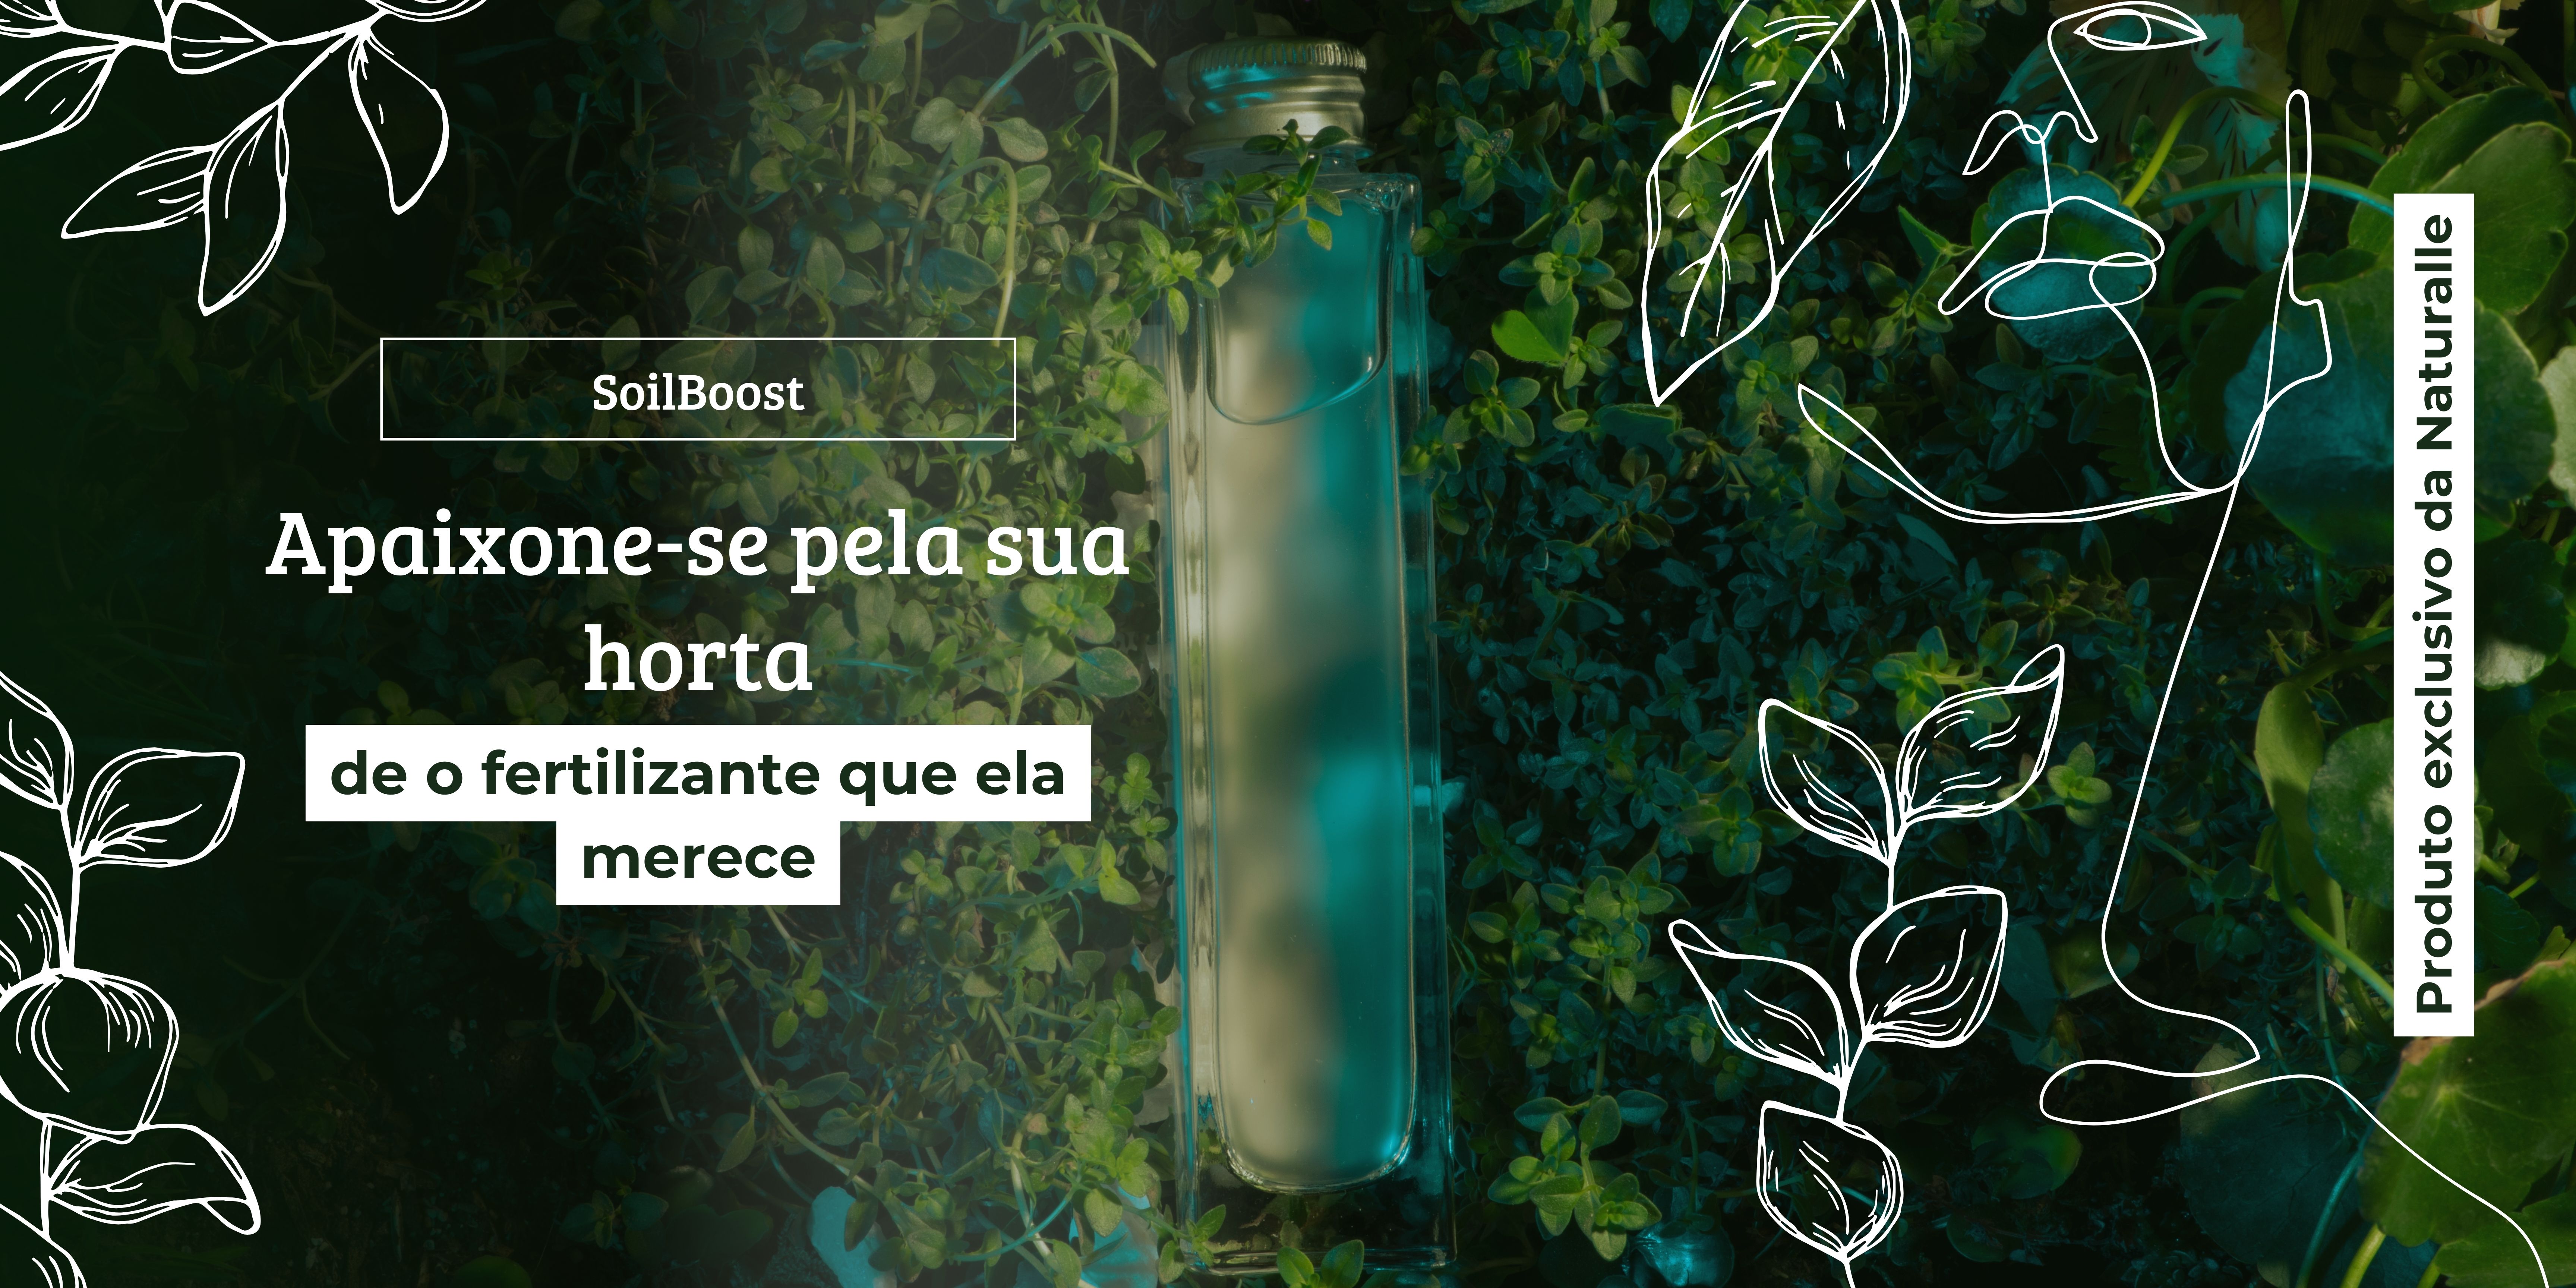 SoilBoost
Apaixone-se pela sua
horta
de o fertilizante que ela
merece
Produto exclusivo da Naturalle